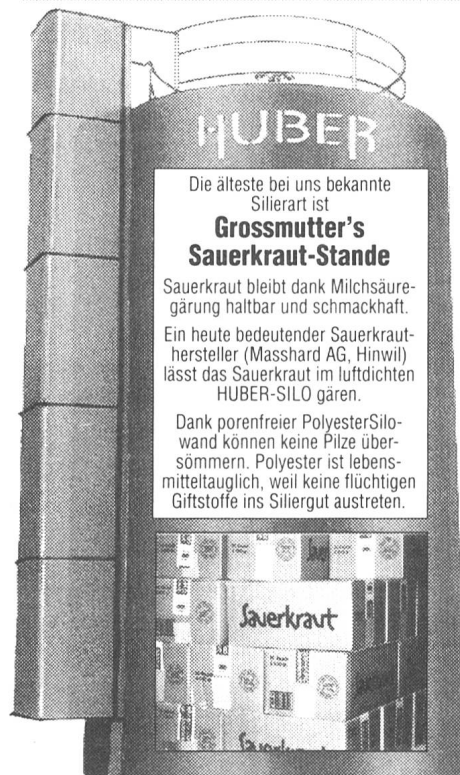 HUBER
Die älteste bei uns bekannte
Silierart ist
Grossmutter's
Sauerkraut-Stande
Sauerkraut bleibt dank Milchsäure-
gärung haltbar und schmackhaft.
Ein heute bedeutender Sauerkraut-
hersteller (Masshard AG, Hinwil)
lässt das Sauerkraut im luftdichten
HUBER-SILO gären.
Dank porenfreier PolyesterSilo-
wand können keine Pilze über-
sömmern. Polyester ist lebens-
mitteltauglich, weil keine flüchtigen
Giftstoffe ins Siliergut austreten.
Sauerkraut
Sauerkraut